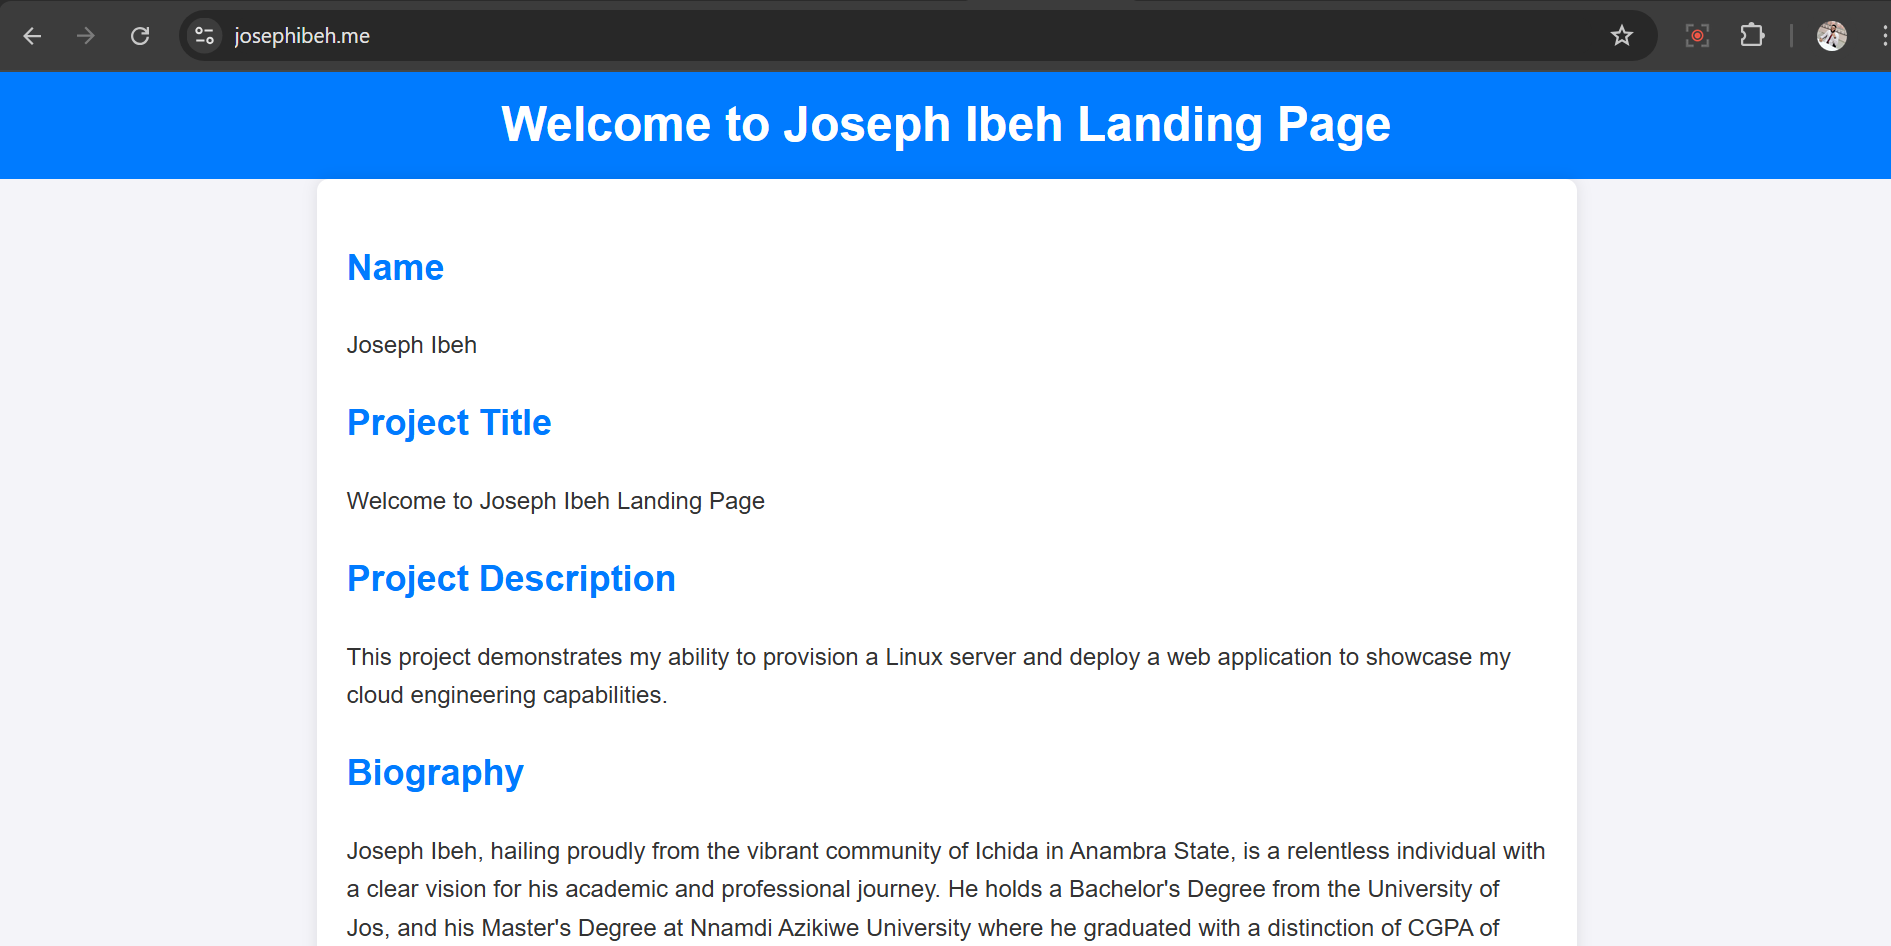 josephibeh.me
Welcome to Joseph Ibeh Landing Page
Name
Joseph Ibeh
Project Title
Welcome to Joseph Ibeh Landing Page
Project Description
This project demonstrates my ability to provision a Linux server and deploy a web application to showcase my
cloud engineering capabilities.
Biography
Joseph Ibeh, hailing proudly from the vibrant community of Ichida in Anambra State, is a relentless individual with
a clear vision for his academic and professional journey. He holds a Bachelor's Degree from the University of
Jos, and his Master's Degree at Nnamdi Azikiwe University where he graduated with a distinction of CGPA of